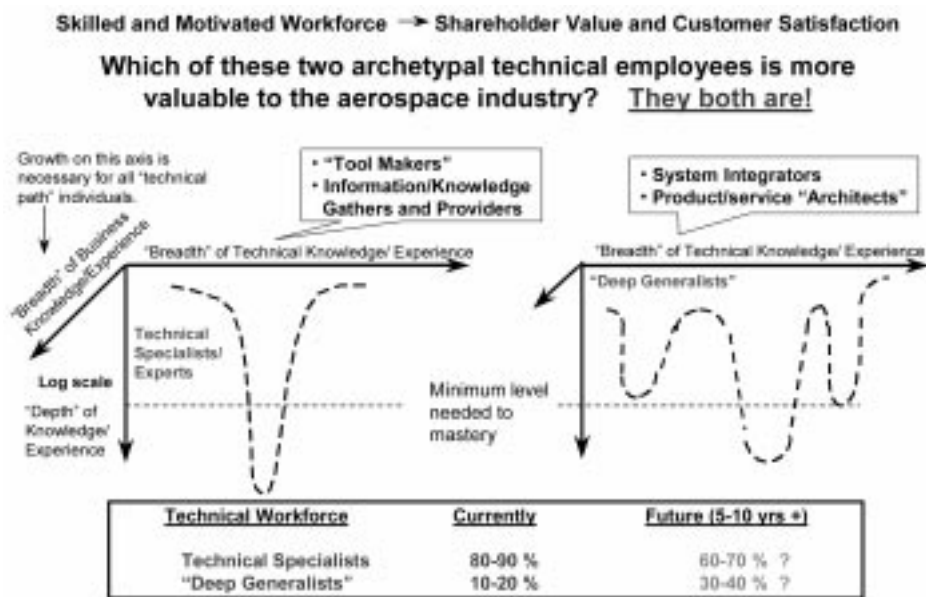 Skilled and Motivated Workforce → Shareholder Value and Customer Satisfaction
Which of these two archetypal technical employees is more
valuable to the aerospace industry? They both are!
Growth on this axis is
necessary for all "technical
path" individuals.
• "Tool Makers"
• Information/Knowledge
Gathers and Providers
• System Integrators
• Product/service "Architects"
"Breadth" of Business
Knowledge/Experience
"Breadth" of Technical Knowledge/ Experience
"Breadth" of Technical Knowledge/ Experience
"Deep Generalists"
Technical
Specialists/
Experts
Log scale
"Depth" of
Knowledge/
Experience
Minimum level
needed to
mastery
Technical Workforce Currently Future (5-10 yrs +)
Technical Specialists 80-90 % 60-70 % ?
"Deep Generalists" 10-20 % 30-40 % ?